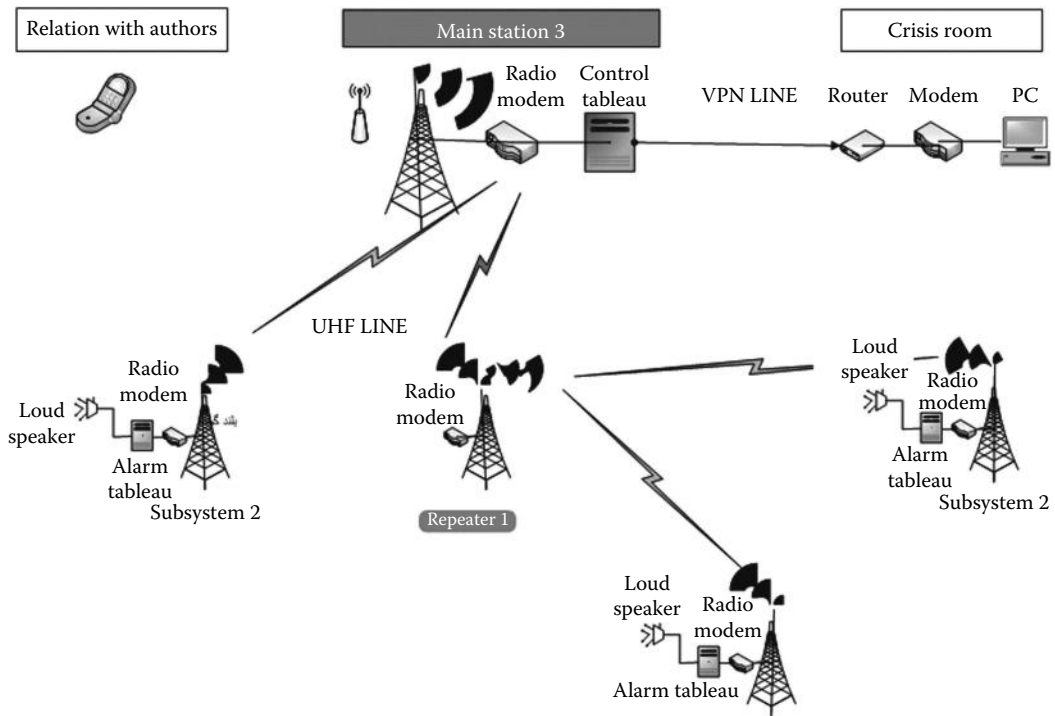 Relation with authors
Main station 3
Crisis room
Radio
modem
Control
tableau
VPN LINE
Router
Modem
PC
UHF LINE
Radio
modem
Loud
speaker
Alarm
tableau
Subsystem 2
Radio
modem
Repeater 1
Loud
speaker
Radio
modem
Alarm
tableau
Subsystem 2
Loud
speaker
Radio
modem
Alarm tableau